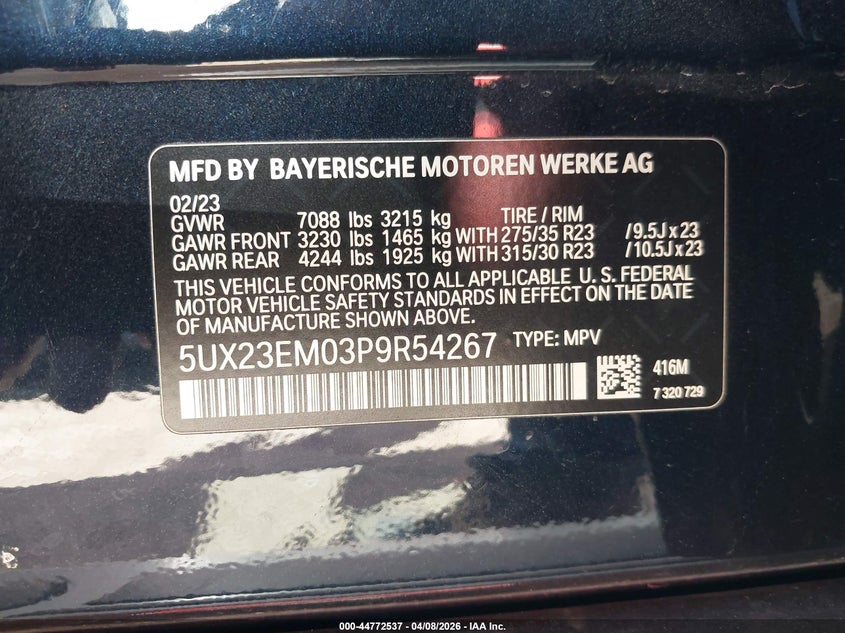 MFD BY BAYERISCHE MOTOREN WERKE AG
02/23
GVWR 7088 lbs 3215 kg TIRE / RIM
GAWR FRONT 3230 lbs 1465 kg WITH 275/35 R23 /9.5J x 23
GAWR REAR 4244 lbs 1925 kg WITH 315/30 R23 /10.5J x 23
THIS VEHICLE CONFORMS TO ALL APPLICABLE U. S. FEDERAL
MOTOR VEHICLE SAFETY STANDARDS IN EFFECT ON THE DATE
OF MANUFACTURE SHOWN ABOVE.
5UX23EM03P9R54267 TYPE: MPV
416M
7 320 729
000-44772537 - 04/08/2026 - IAA Inc.